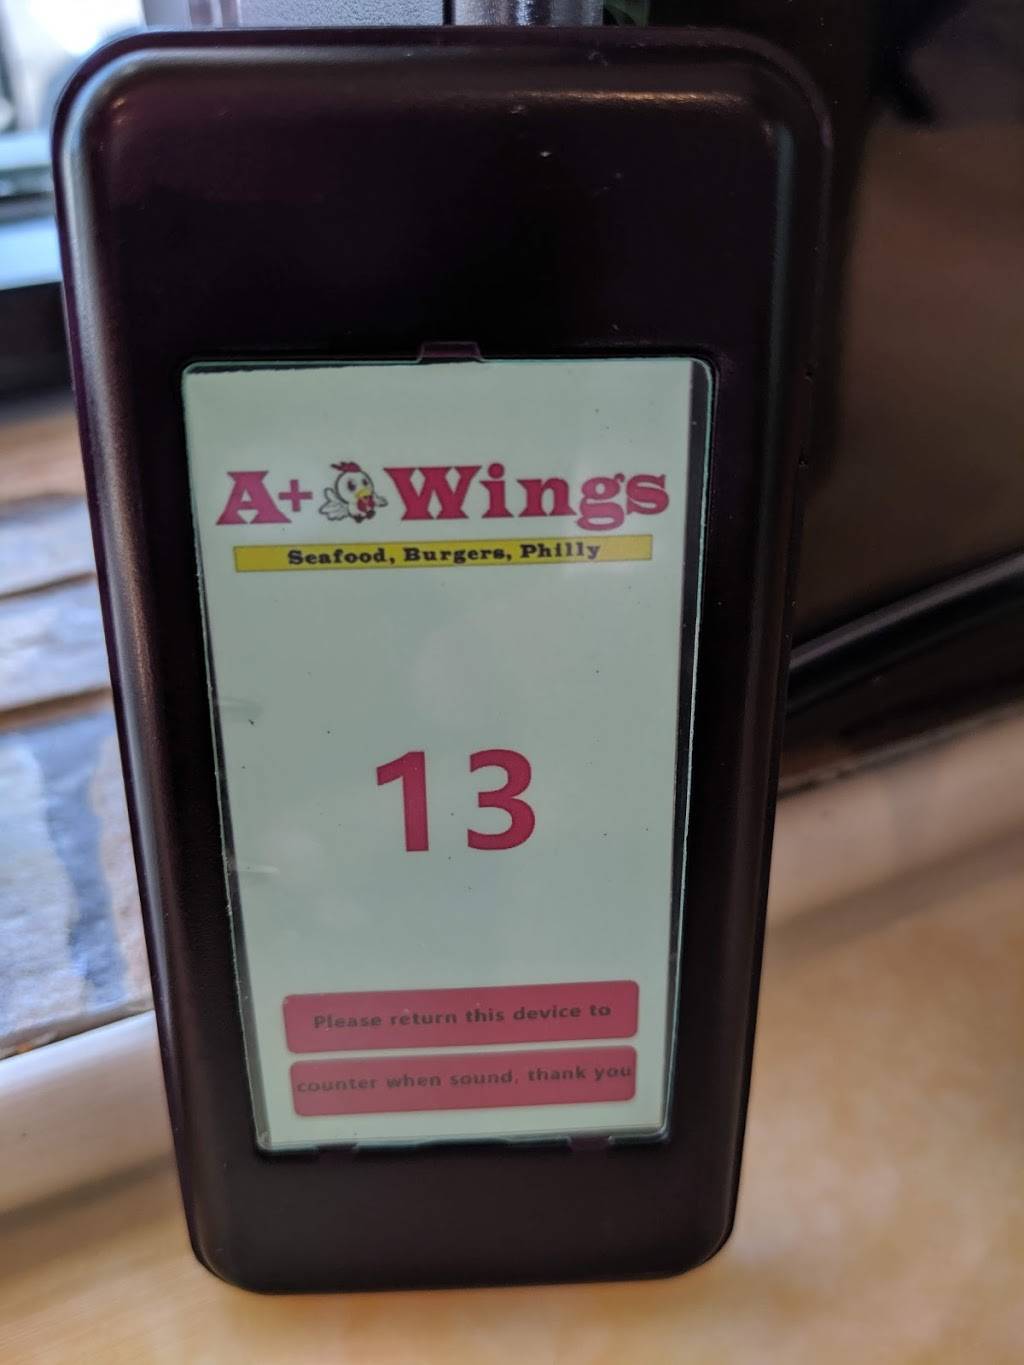 A+ Wings
Seafood, Burgers, Philly
13
Please return this device to
counter when sound, thank you